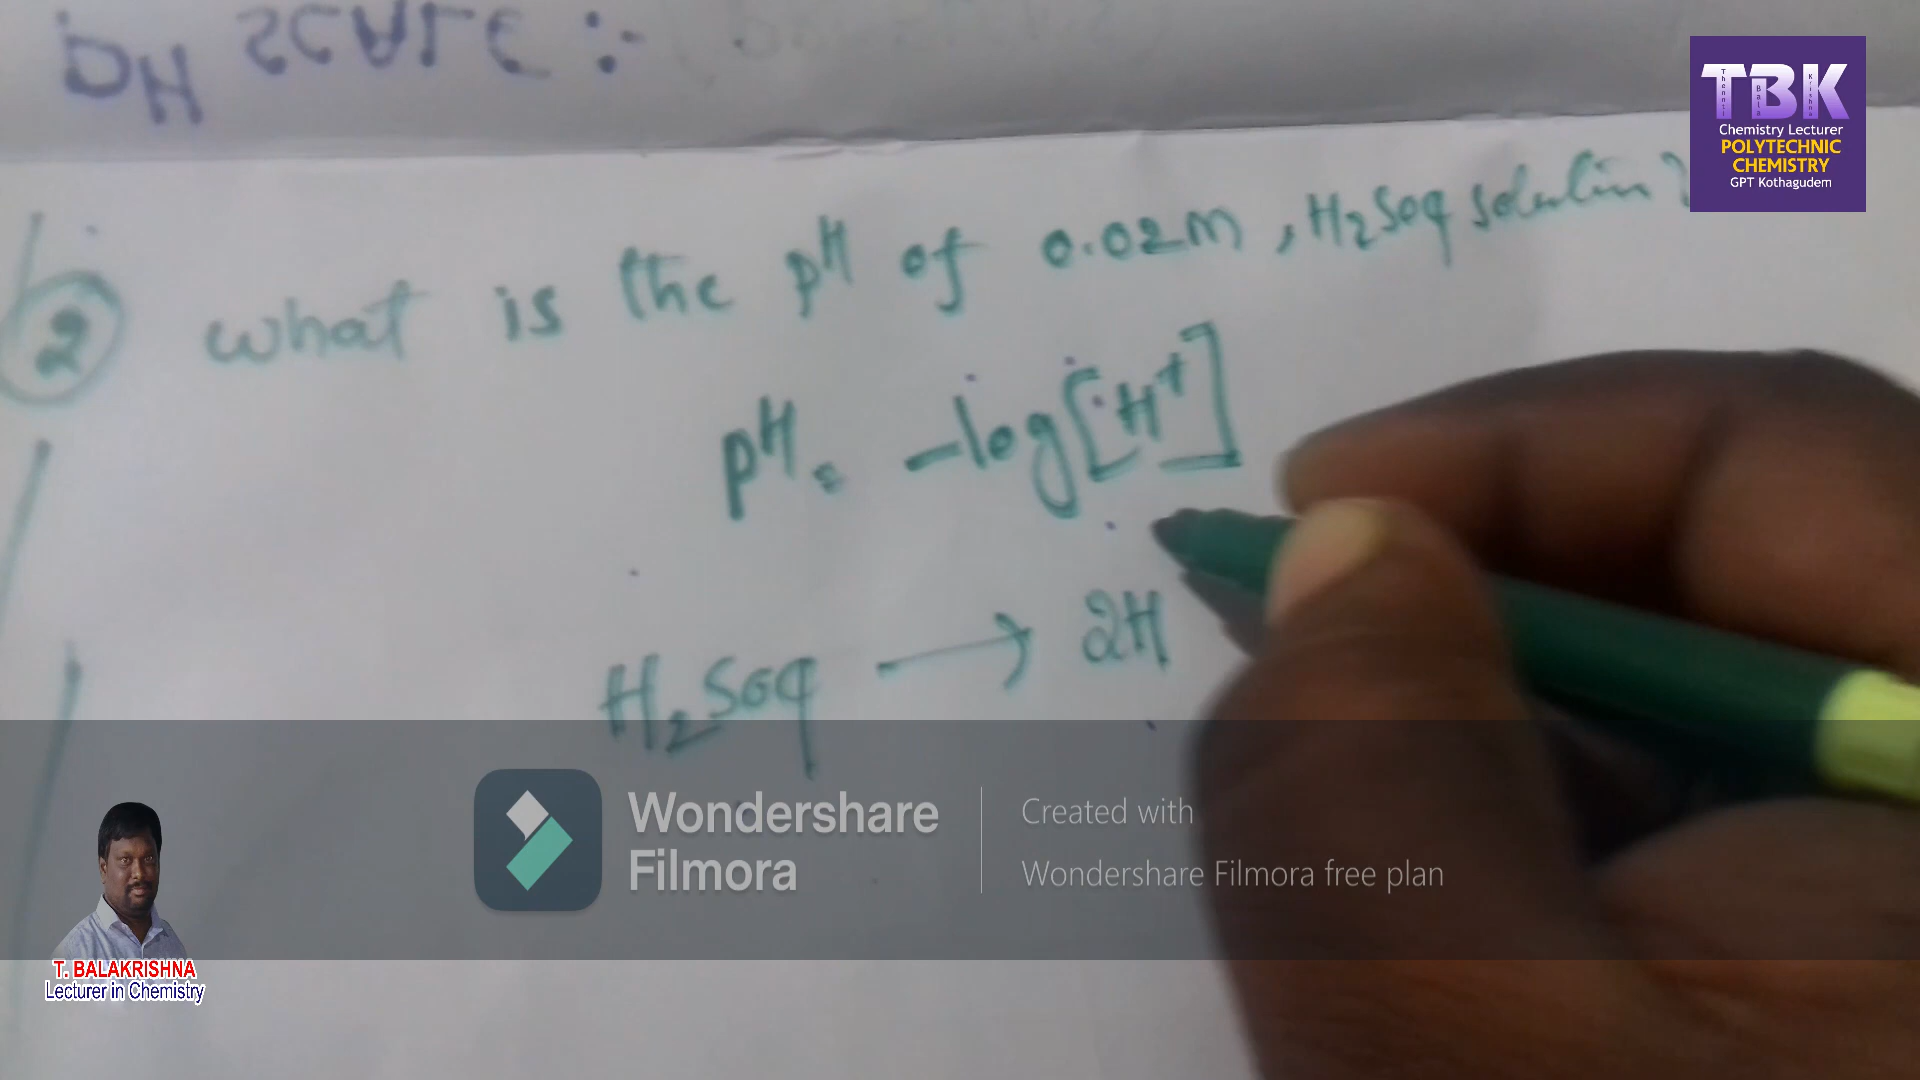 pH SCALE :-
2 what is the pH of 0.02M, H2SO4 solution?
pH = -log[H+]
H2SO4 → 2H
TBK
Chemistry Lecturer
POLYTECHNIC
CHEMISTRY
GPT Kothagudem
Wondershare
Filmora
Created with
Wondershare Filmora free plan
T. BALAKRISHNA
Lecturer in Chemistry